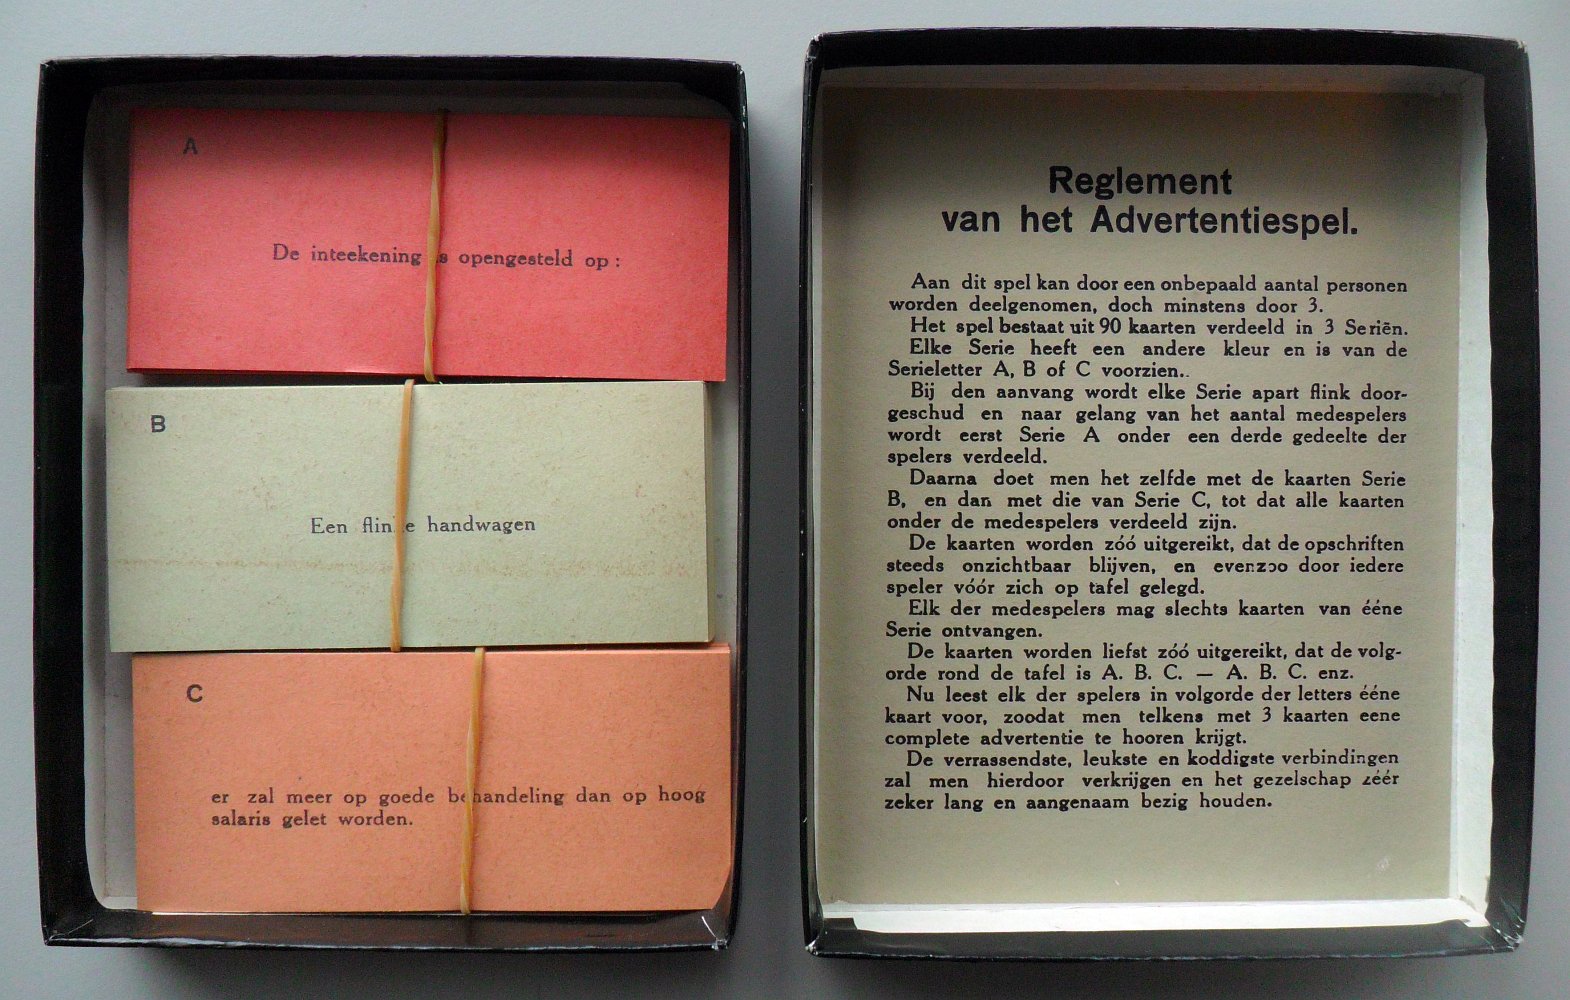 A
De inteekening is opengesteld op :
B
Een flinke handwagen
C
er zal meer op goede behandeling dan op hoog
salaris gelet worden.
Reglement
van het Advertentiespel.
Aan dit spel kan door een onbepaald aantal personen
worden deelgenomen, doch minstens door 3.
Het spel bestaat uit 90 kaarten verdeeld in 3 Seriën.
Elke Serie heeft een andere kleur en is van de
Serieletter A, B of C voorzien..
Bij den aanvang wordt elke Serie apart flink door-
geschud en naar gelang van het aantal medespelers
wordt eerst Serie A onder een derde gedeelte der
spelers verdeeld.
Daarna doet men het zelfde met de kaarten Serie
B, en dan met die van Serie C, tot dat alle kaarten
onder de medespelers verdeeld zijn.
De kaarten worden zóó uitgereikt, dat de opschriften
steeds onzichtbaar blijven, en evenzoo door iedere
speler vóór zich op tafel gelegd.
Elk der medespelers mag slechts kaarten van ééne
Serie ontvangen.
De kaarten worden liefst zóó uitgereikt, dat de volg-
orde rond de tafel is A. B. C. — A. B. C. enz.
Nu leest elk der spelers in volgorde der letters ééne
kaart voor, zoodat men telkens met 3 kaarten eene
complete advertentie te hooren krijgt.
De verrassendste, leukste en koddigste verbindingen
zal men hierdoor verkrijgen en het gezelschap zéér
zeker lang en aangenaam bezig houden.